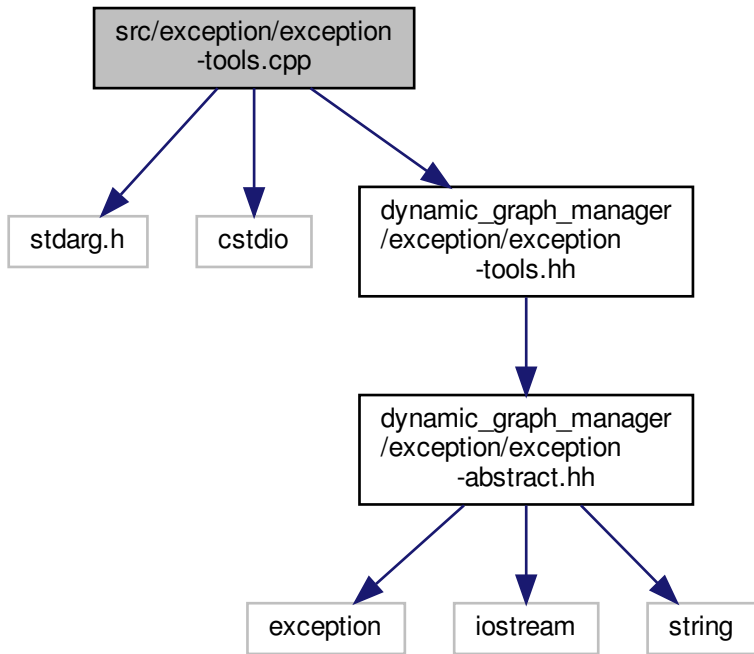 src/exception/exception
-tools.cpp
stdarg.h
cstdio
dynamic_graph_manager
/exception/exception
-tools.hh
dynamic_graph_manager
/exception/exception
-abstract.hh
exception
iostream
string